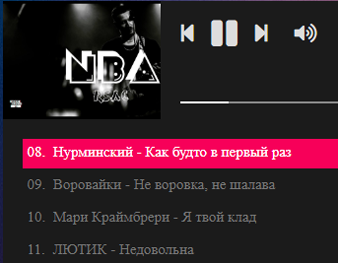 NBA
08. Нурминский - Как будто в первый раз
09. Воровайки - Не воровка, не шалава
10. Мари Краймбрери - Я твой клад
11. ЛЮТИК - Недовольна